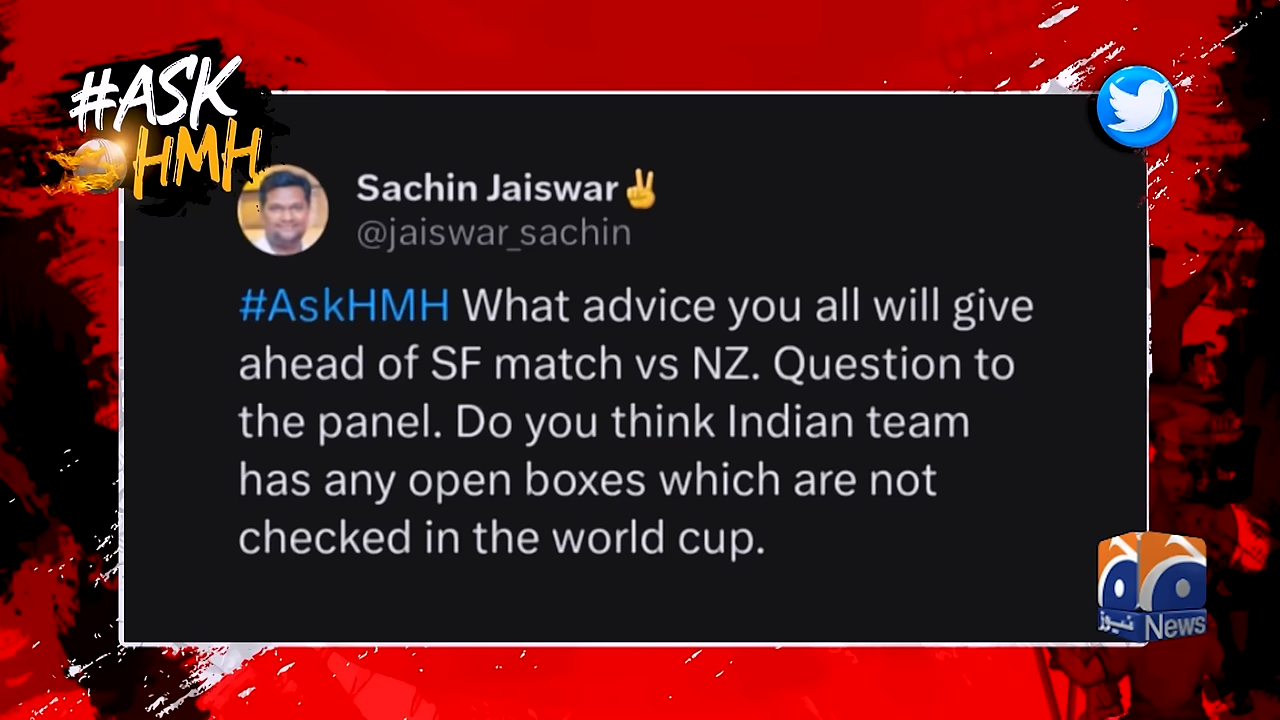 #ASK
HMH
Sachin Jaiswar✌️
@jaiswar_sachin
#AskHMH What advice you all will give
ahead of SF match vs NZ. Question to
the panel. Do you think Indian team
has any open boxes which are not
checked in the world cup.
نیوز News